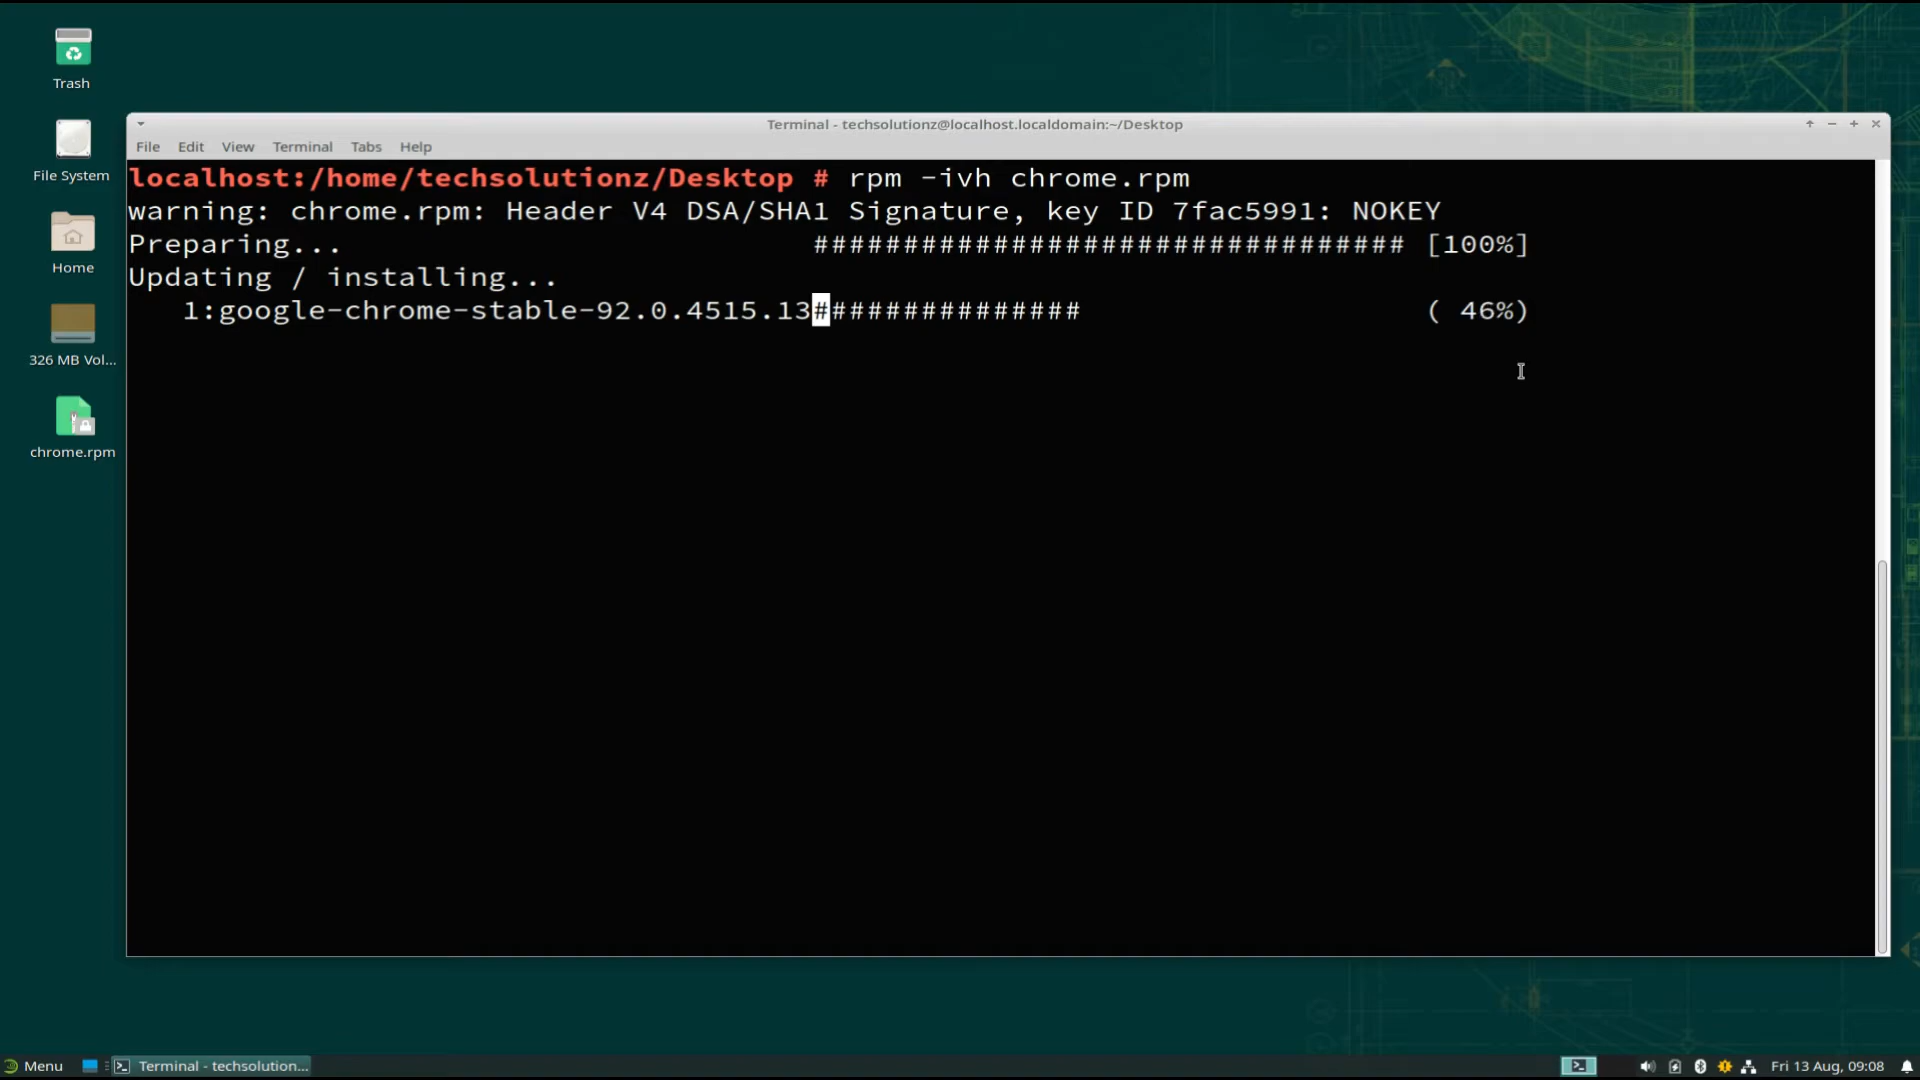 Trash
File System
Home
326 MB Vol...
chrome.rpm
Terminal - techsolutionz@localhost.localdomain:~/Desktop
File Edit View Terminal Tabs Help
localhost:/home/techsolutionz/Desktop # rpm -ivh chrome.rpm
warning: chrome.rpm: Header V4 DSA/SHA1 Signature, key ID 7fac5991: NOKEY
Preparing... ################################# [100%]
Updating / installing...
1:google-chrome-stable-92.0.4515.13############### ( 46%)
Menu Terminal - techsolution... Fri 13 Aug, 09:08